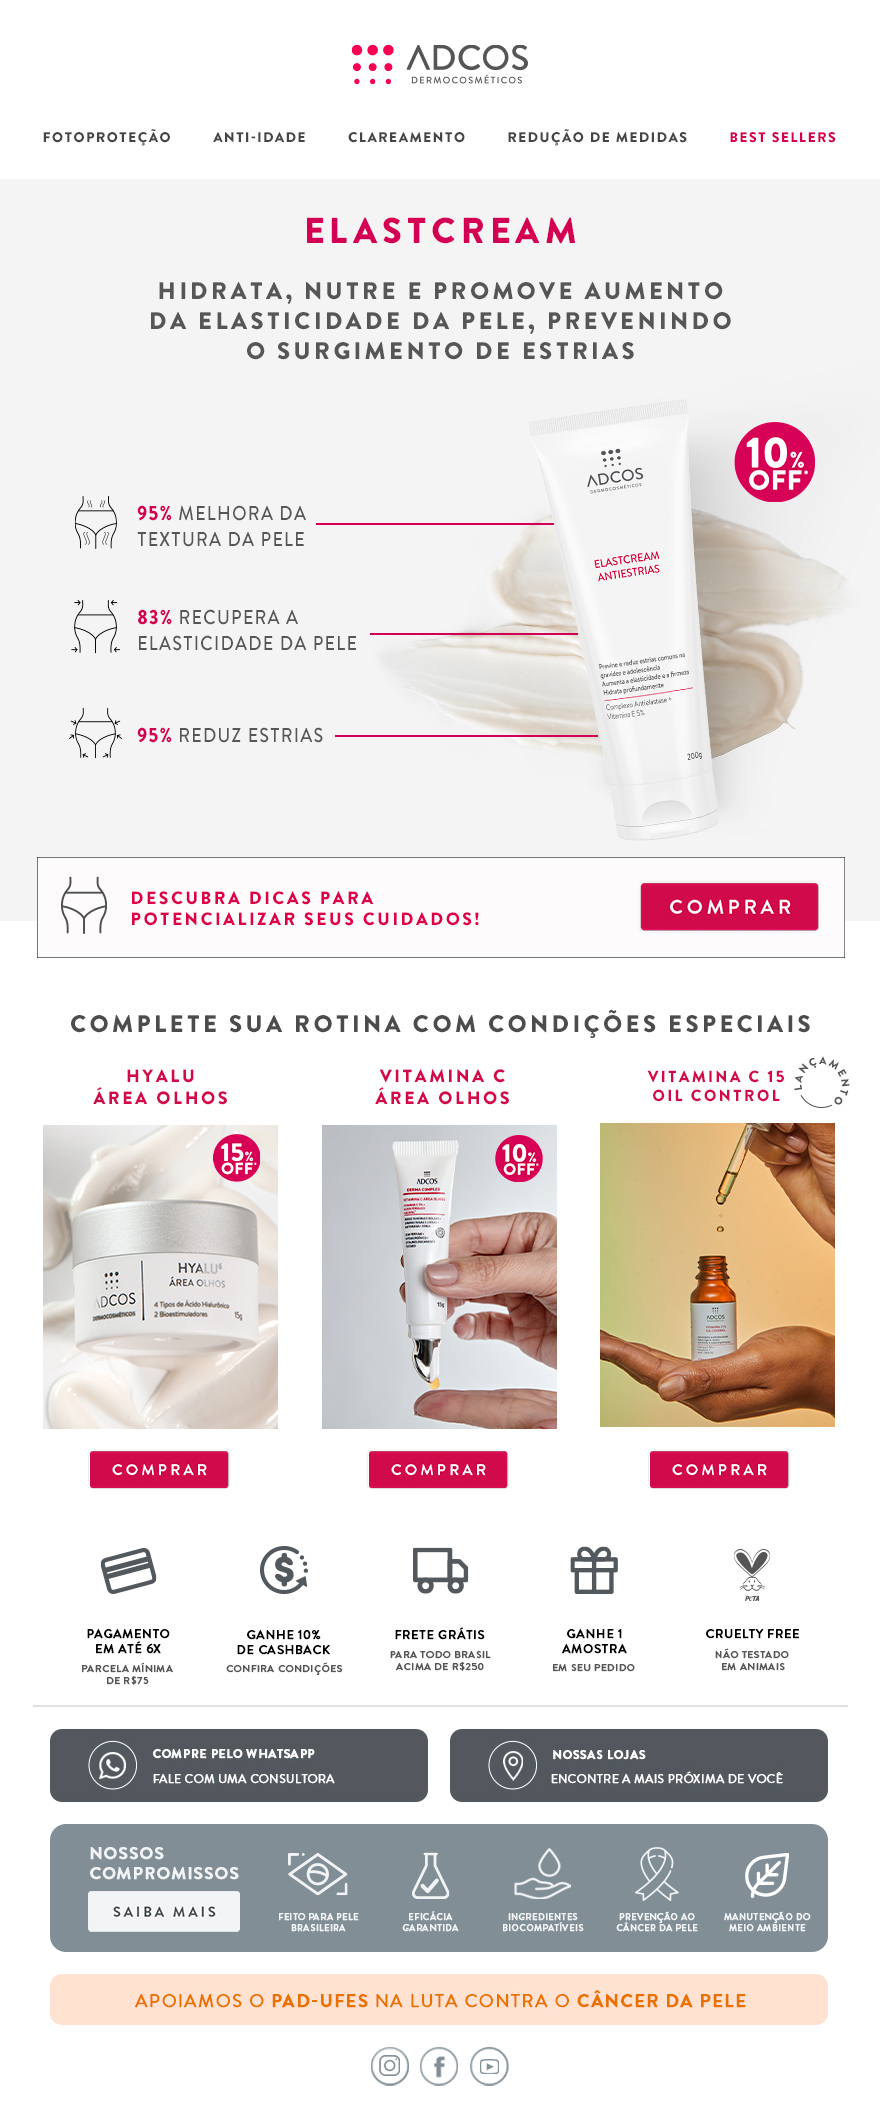 ADCOS
DERMOCOSMÉTICOS
FOTOPROTEÇÃO ANTI-IDADE CLAREAMENTO REDUÇÃO DE MEDIDAS BEST SELLERS
ELASTCREAM
HIDRATA, NUTRE E PROMOVE AUMENTO
DA ELASTICIDADE DA PELE, PREVENINDO
O SURGIMENTO DE ESTRIAS
10%
OFF*
ADCOS
DERMOCOSMÉTICOS
ELASTCREAM
ANTIESTRIAS
Previne e reduz estrias comuns na
gravidez e adolescência
Aumenta a elasticidade e a firmeza
Hidrata profundamente
Complexo Antielastase +
Vitamina E 5%
200g
95% MELHORA DA
TEXTURA DA PELE
83% RECUPERA A
ELASTICIDADE DA PELE
95% REDUZ ESTRIAS
DESCUBRA DICAS PARA
POTENCIALIZAR SEUS CUIDADOS!
COMPRAR
COMPLETE SUA ROTINA COM CONDIÇÕES ESPECIAIS
HYALU
ÁREA OLHOS
15%
OFF*
HYALU⁶
ÁREA OLHOS
ADCOS
DERMOCOSMÉTICOS
4 Tipos de Ácido Hialurônico
2 Bioestimuladores
15g
COMPRAR
VITAMINA C
ÁREA OLHOS
10%
OFF*
ADCOS
DERMA COMPLEX
VITAMINA C ÁREA OLHOS
15g
COMPRAR
VITAMINA C 15
OIL CONTROL
LANÇAMENTO
ADCOS
COMPRAR
PAGAMENTO
EM ATÉ 6X
PARCELA MÍNIMA
DE R$75
GANHE 10%
DE CASHBACK
CONFIRA CONDIÇÕES
FRETE GRÁTIS
PARA TODO BRASIL
ACIMA DE R$250
GANHE 1
AMOSTRA
EM SEU PEDIDO
PETA
CRUELTY FREE
NÃO TESTADO
EM ANIMAIS
COMPRE PELO WHATSAPP
FALE COM UMA CONSULTORA
NOSSAS LOJAS
ENCONTRE A MAIS PRÓXIMA DE VOCÊ
NOSSOS
COMPROMISSOS
SAIBA MAIS
FEITO PARA PELE
BRASILEIRA
EFICÁCIA
GARANTIDA
INGREDIENTES
BIOCOMPATÍVEIS
PREVENÇÃO AO
CÂNCER DA PELE
MANUTENÇÃO DO
MEIO AMBIENTE
APOIAMOS O PAD-UFES NA LUTA CONTRA O CÂNCER DA PELE